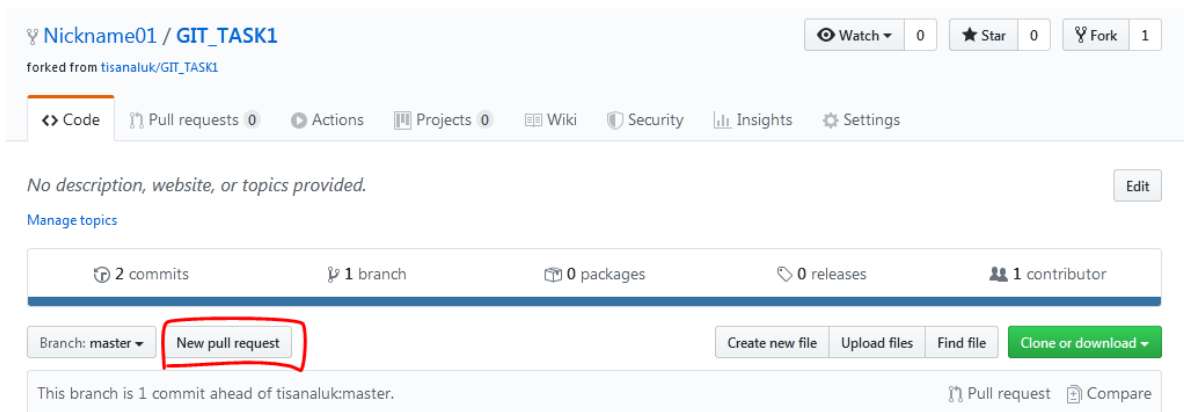 Nickname01 / GIT_TASK1
Watch 0 Star 0 Fork 1
forked from tisanaluk/GIT_TASK1
Code Pull requests 0 Actions Projects 0 Wiki Security Insights Settings
No description, website, or topics provided.
Edit
Manage topics
2 commits 1 branch 0 packages 0 releases 1 contributor
Branch: master New pull request Create new file Upload files Find file Clone or download
This branch is 1 commit ahead of tisanaluk:master. Pull request Compare